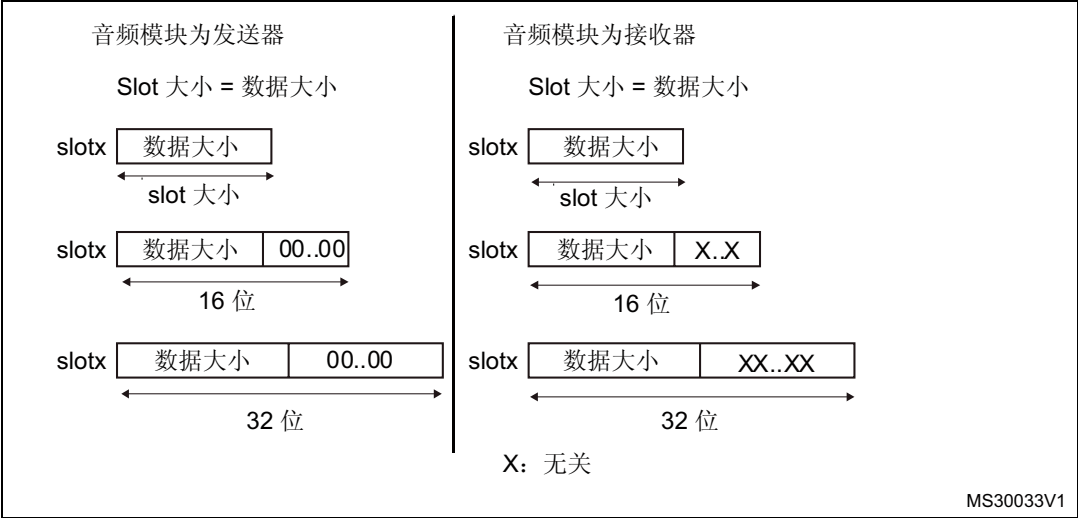 音频模块为发送器
Slot 大小 = 数据大小
slotx 数据大小
slot 大小
slotx 数据大小 00..00
16 位
slotx 数据大小 00..00
32 位
音频模块为接收器
Slot 大小 = 数据大小
slotx 数据大小
slot 大小
slotx 数据大小 X..X
16 位
slotx 数据大小 XX..XX
32 位
X：无关
MS30033V1